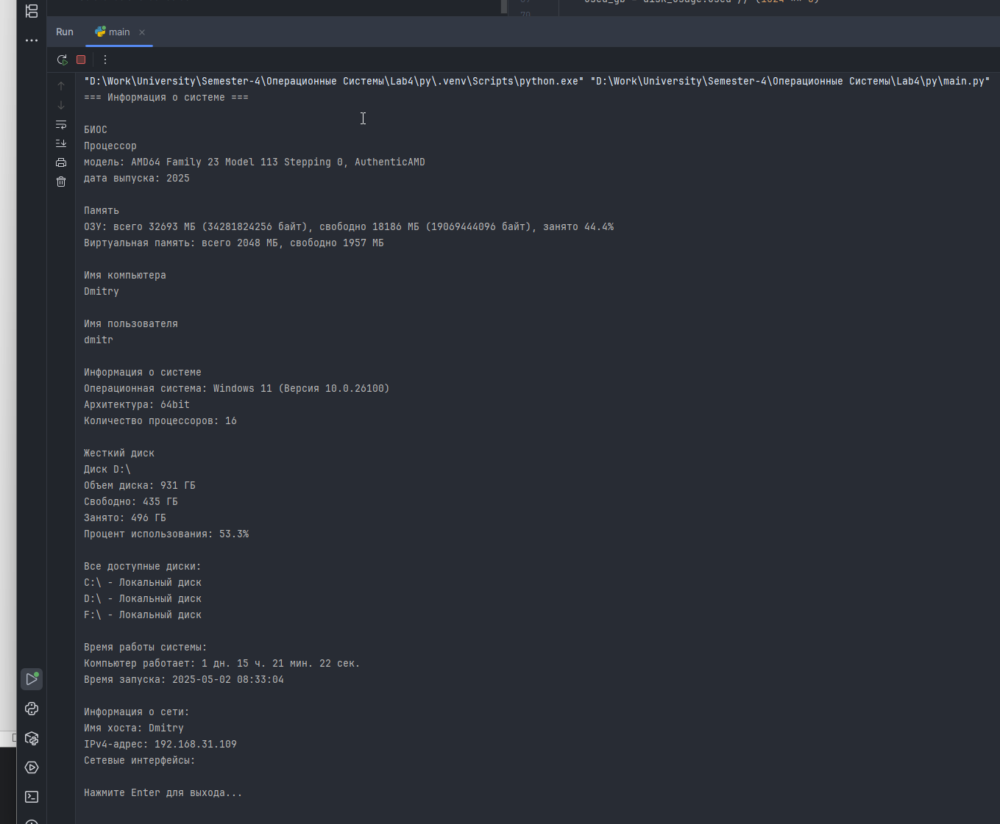 Run main
"D:\Work\University\Semester-4\Операционные Системы\Lab4\py\.venv\Scripts\python.exe" "D:\Work\University\Semester-4\Операционные Системы\Lab4\py\main.py"
=== Информация о системе ===
БИОС
Процессор
модель: AMD64 Family 23 Model 113 Stepping 0, AuthenticAMD
дата выпуска: 2025
Память
ОЗУ: всего 32693 МБ (34281824256 байт), свободно 18186 МБ (19069444096 байт), занято 44.4%
Виртуальная память: всего 2048 МБ, свободно 1957 МБ
Имя компьютера
Dmitry
Имя пользователя
dmitr
Информация о системе
Операционная система: Windows 11 (Версия 10.0.26100)
Архитектура: 64bit
Количество процессоров: 16
Жесткий диск
Диск D:\
Объем диска: 931 ГБ
Свободно: 435 ГБ
Занято: 496 ГБ
Процент использования: 53.3%
Все доступные диски:
C:\ - Локальный диск
D:\ - Локальный диск
F:\ - Локальный диск
Время работы системы:
Компьютер работает: 1 дн. 15 ч. 21 мин. 22 сек.
Время запуска: 2025-05-02 08:33:04
Информация о сети:
Имя хоста: Dmitry
IPv4-адрес: 192.168.31.109
Сетевые интерфейсы:
Нажмите Enter для выхода...